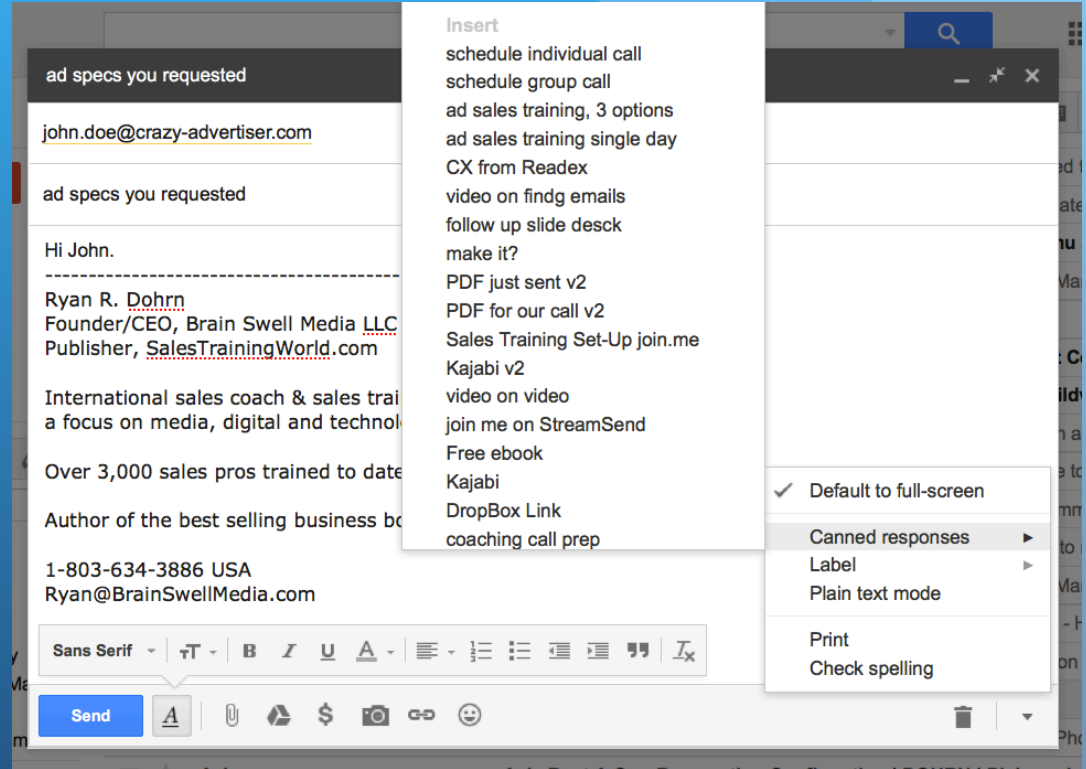 ad specs you requested
john.doe@crazy-advertiser.com
ad specs you requested
Hi John.
------------------------------------------
Ryan R. Dohrn
Founder/CEO, Brain Swell Media LLC
Publisher, SalesTrainingWorld.com
International sales coach & sales trai
a focus on media, digital and technol
Over 3,000 sales pros trained to date
Author of the best selling business bo
1-803-634-3886 USA
Ryan@BrainSwellMedia.com
Sans Serif
Send
Insert
schedule individual call
schedule group call
ad sales training, 3 options
ad sales training single day
CX from Readex
video on findg emails
follow up slide desck
make it?
PDF just sent v2
PDF for our call v2
Sales Training Set-Up join.me
Kajabi v2
video on video
join me on StreamSend
Free ebook
Kajabi
DropBox Link
coaching call prep
Default to full-screen
Canned responses
Label
Plain text mode
Print
Check spelling